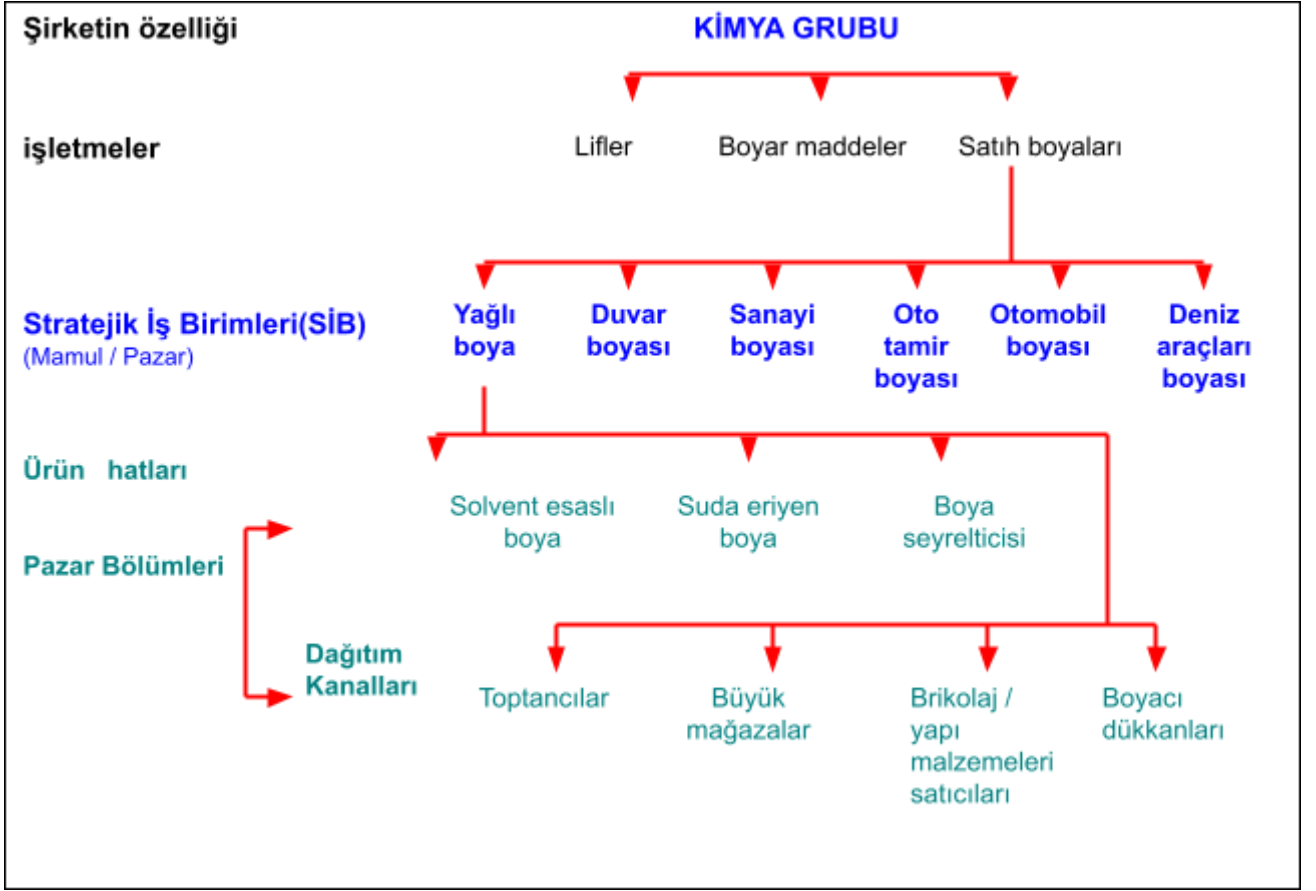 Şirketin özelliği
KİMYA GRUBU
işletmeler
Lifler
Boyar maddeler
Satıh boyaları
Stratejik İş Birimleri(SİB)
(Mamul / Pazar)
Yağlı
boya
Duvar
boyası
Sanayi
boyası
Oto
tamir
boyası
Otomobil
boyası
Deniz
araçları
boyası
Ürün hatları
Solvent esaslı
boya
Suda eriyen
boya
Boya
seyrelticisi
Pazar Bölümleri
Dağıtım
Kanalları
Toptancılar
Büyük
mağazalar
Brikolaj /
yapı
malzemeleri
satıcıları
Boyacı
dükkanları